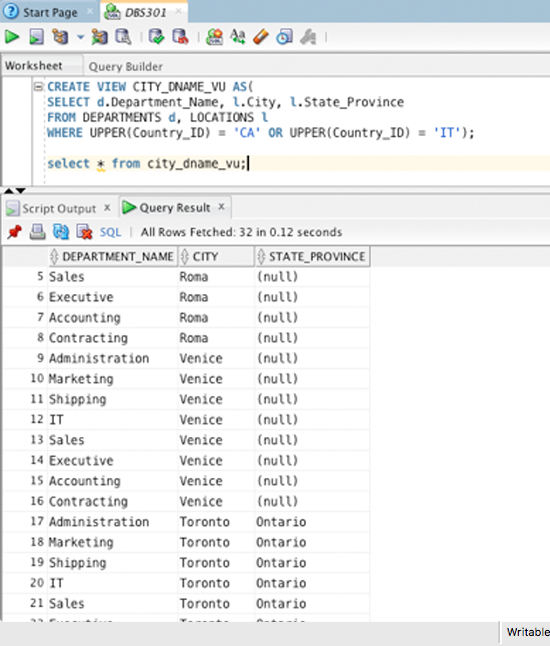 Start Page × DBS301 ×
Worksheet Query Builder
CREATE VIEW CITY_DNAME_VU AS(
SELECT d.Department_Name, l.City, l.State_Province
FROM DEPARTMENTS d, LOCATIONS l
WHERE UPPER(Country_ID) = 'CA' OR UPPER(Country_ID) = 'IT');
select * from city_dname_vu;
Script Output × Query Result ×
SQL | All Rows Fetched: 32 in 0.12 seconds
DEPARTMENT_NAME CITY STATE_PROVINCE
5 Sales Roma (null)
6 Executive Roma (null)
7 Accounting Roma (null)
8 Contracting Roma (null)
9 Administration Venice (null)
10 Marketing Venice (null)
11 Shipping Venice (null)
12 IT Venice (null)
13 Sales Venice (null)
14 Executive Venice (null)
15 Accounting Venice (null)
16 Contracting Venice (null)
17 Administration Toronto Ontario
18 Marketing Toronto Ontario
19 Shipping Toronto Ontario
20 IT Toronto Ontario
21 Sales Toronto Ontario
22 Executive Toronto Ontario
Writable